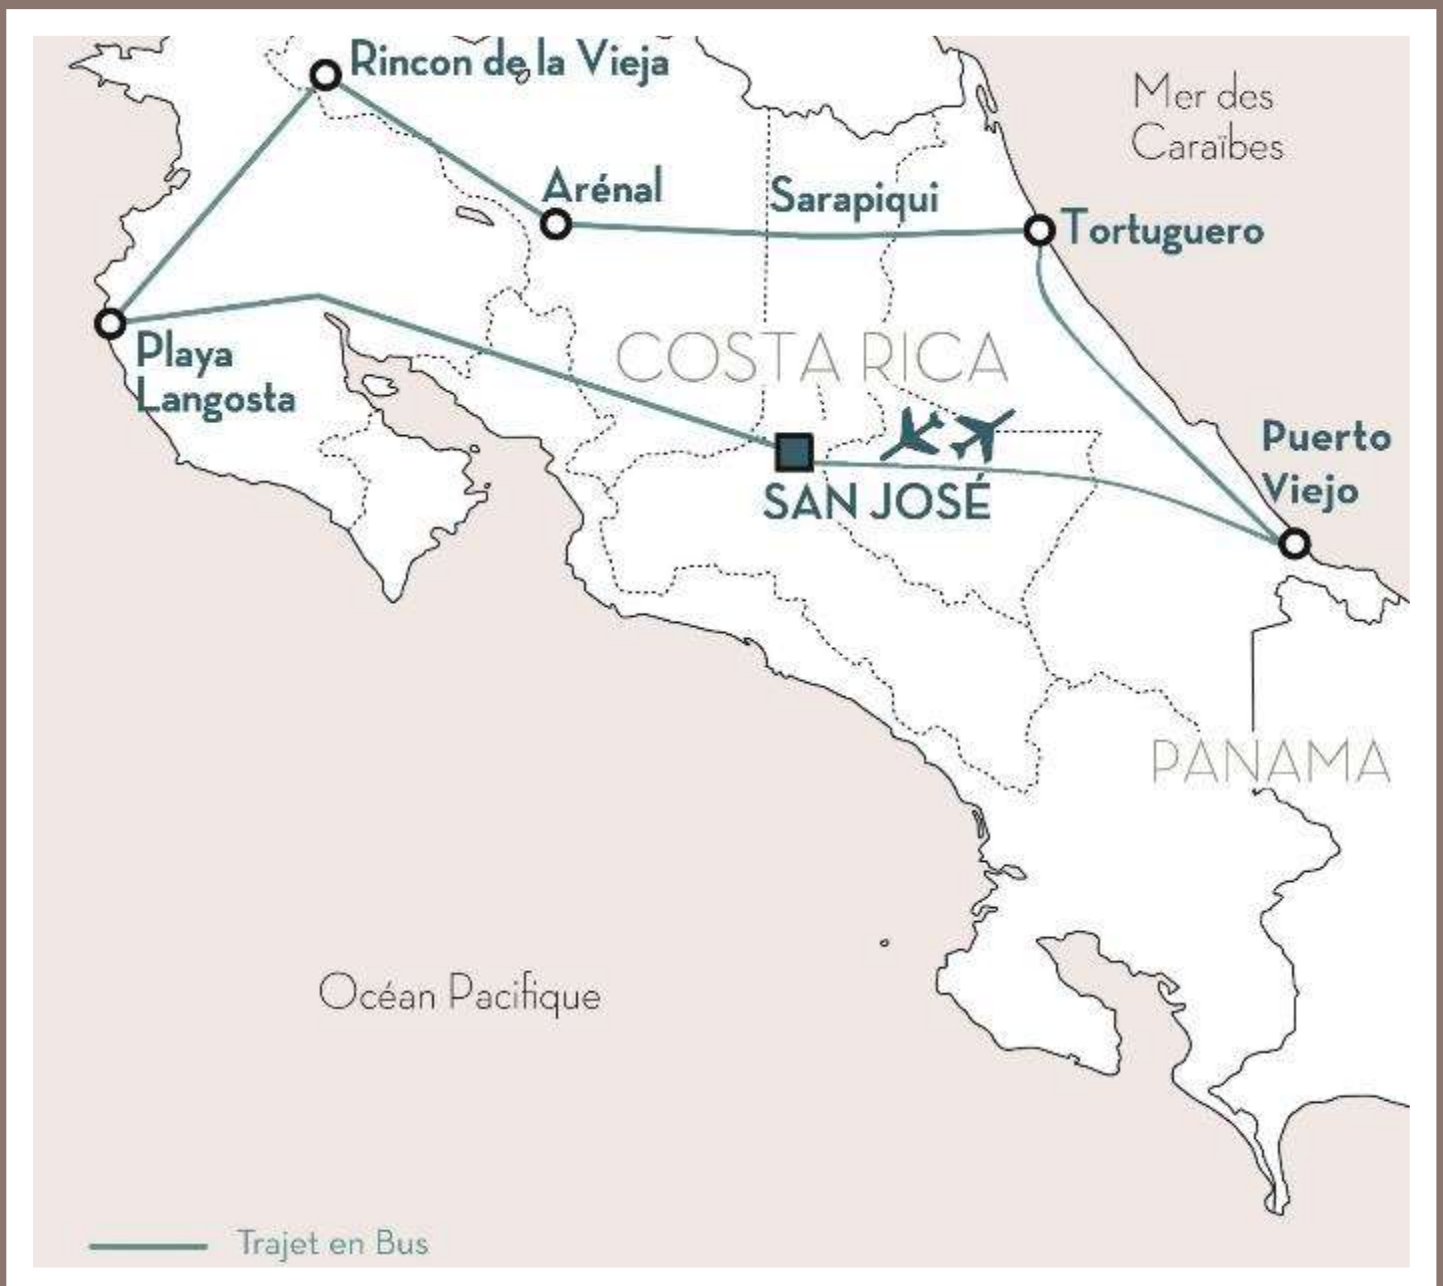 Rincon de la Vieja
Mer des
Caraïbes
Arénal
Sarapiqui
Tortuguero
COSTA RICA
Playa
Langosta
Puerto
Viejo
SAN JOSÉ
PANAMA
Océan Pacifique
Trajet en Bus